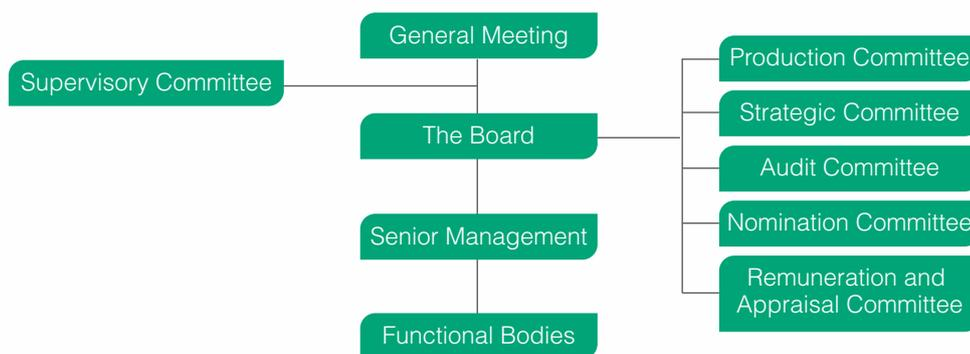 General Meeting
Supervisory Committee
The Board
Senior Management
Functional Bodies
Production Committee
Strategic Committee
Audit Committee
Nomination Committee
Remuneration and
Appraisal Committee